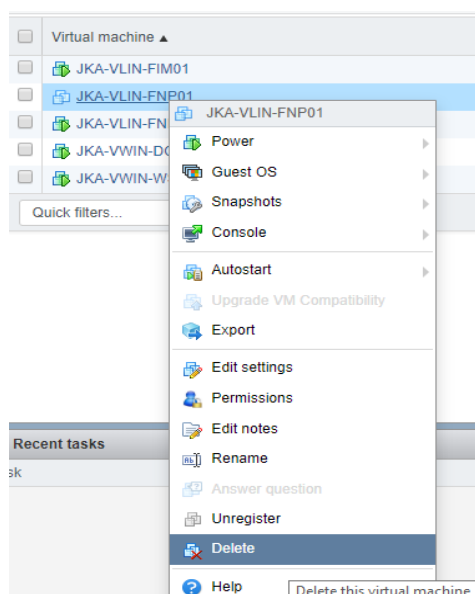 Virtual machine ▲
JKA-VLIN-FIM01
JKA-VLIN-FNP01
JKA-VLIN-FN
JKA-VWIN-DC
JKA-VWIN-W
Quick filters...
JKA-VLIN-FNP01
Power
Guest OS
Snapshots
Console
Autostart
Upgrade VM Compatibility
Export
Edit settings
Permissions
Edit notes
Rename
Answer question
Unregister
Delete
Help
Delete this virtual machine
Recent tasks
sk